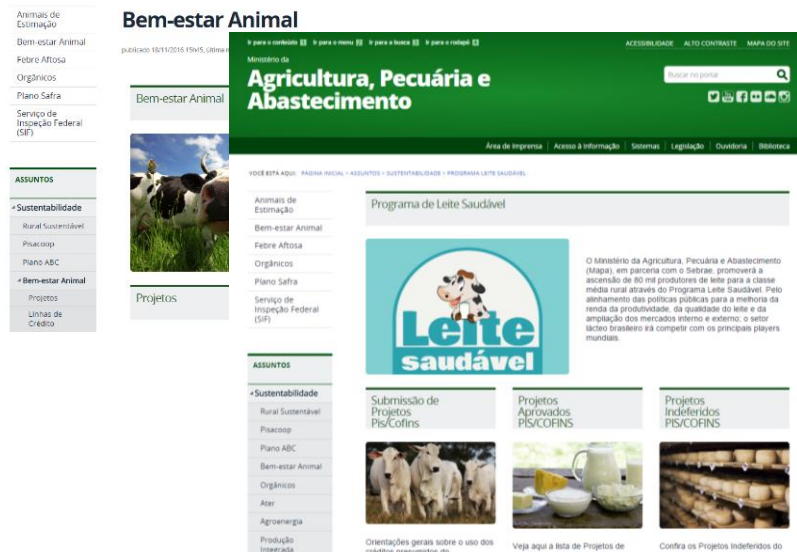 Animais de
Estimação
Bem-estar Animal
Febre Aftosa
Orgânicos
Plano Safra
Serviço de
Inspeção Federal
(SIF)
ASSUNTOS
Sustentabilidade
Rural Sustentável
Pisacoop
Plano ABC
Bem-estar Animal
Projetos
Linhas de
Crédito
Bem-estar Animal
publicado 18/11/2016 15h15, última
Bem-estar Animal
Projetos
Ir para o conteúdo 1 Ir para o menu 2 Ir para a busca 3 Ir para o rodapé 4
ACESSIBILIDADE ALTO CONTRASTE MAPA DO SITE
Ministério da
Agricultura, Pecuária e
Abastecimento
Buscar no portal
Área de Imprensa | Acesso à Informação | Sistemas | Legislação | Ouvidoria | Biblioteca
VOCÊ ESTÁ AQUI: PÁGINA INICIAL > ASSUNTOS > SUSTENTABILIDADE > PROGRAMA LEITE SAUDÁVEL
Animais de
Estimação
Bem-estar Animal
Febre Aftosa
Orgânicos
Plano Safra
Serviço de
Inspeção Federal
(SIF)
ASSUNTOS
Sustentabilidade
Rural Sustentável
Pisacoop
Plano ABC
Bem-estar Animal
Orgânicos
Ater
Agroenergia
Produção
Integrada
Programa de Leite Saudável
Leite
saudável
O Ministério da Agricultura, Pecuária e Abastecimento
(Mapa), em parceria com o Sebrae, promoverá a
ascensão de 80 mil produtores de leite para a classe
média rural através do Programa Leite Saudável. Pelo
alinhamento das políticas públicas para a melhoria da
renda da produtividade, da qualidade do leite e da
ampliação dos mercados interno e externo; o setor
lácteo brasileiro irá competir com os principais players
mundiais.
Submissão de
Projetos
Pis/Cofins
Projetos
Aprovados
PIS/COFINS
Projetos
Indeferidos
PIS/COFINS
Orientações gerais sobre o uso dos
créditos presumidos do
Veja aqui a lista de Projetos de
Confira os Projetos Indeferidos do